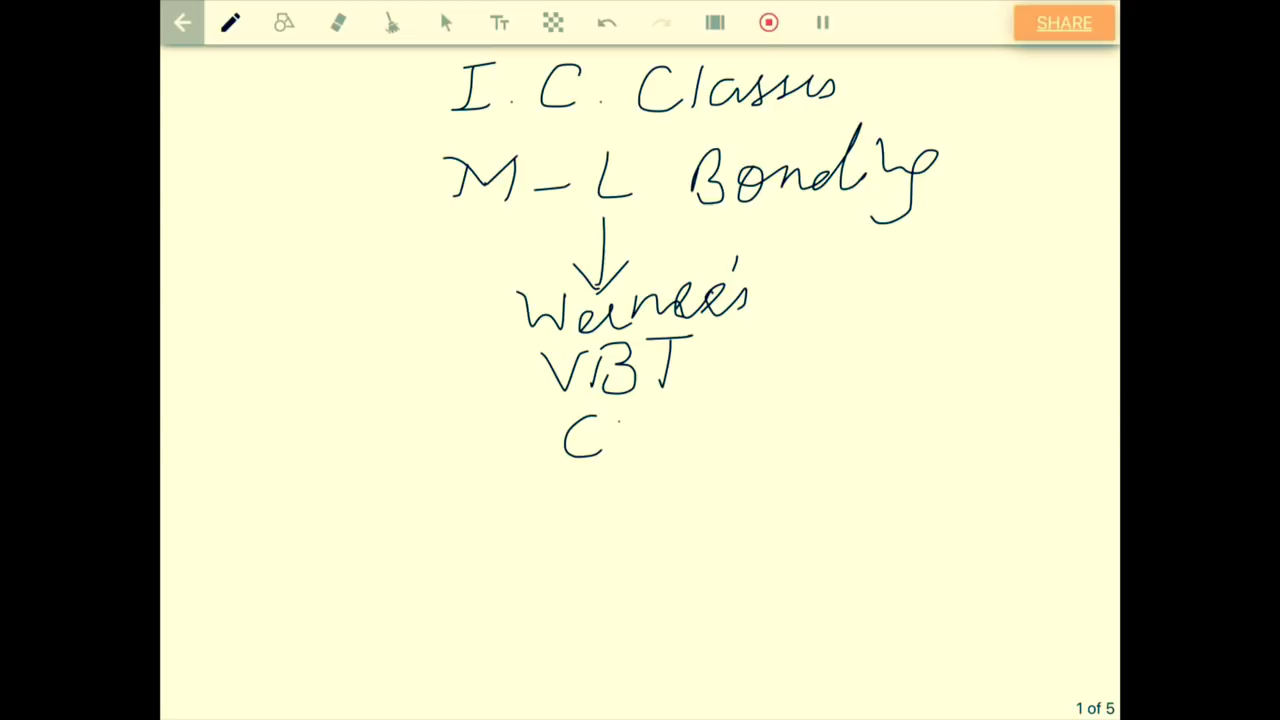 SHARE
I. C. Classes
M - L Bonding
Werner's
VBT
C
1 of 5